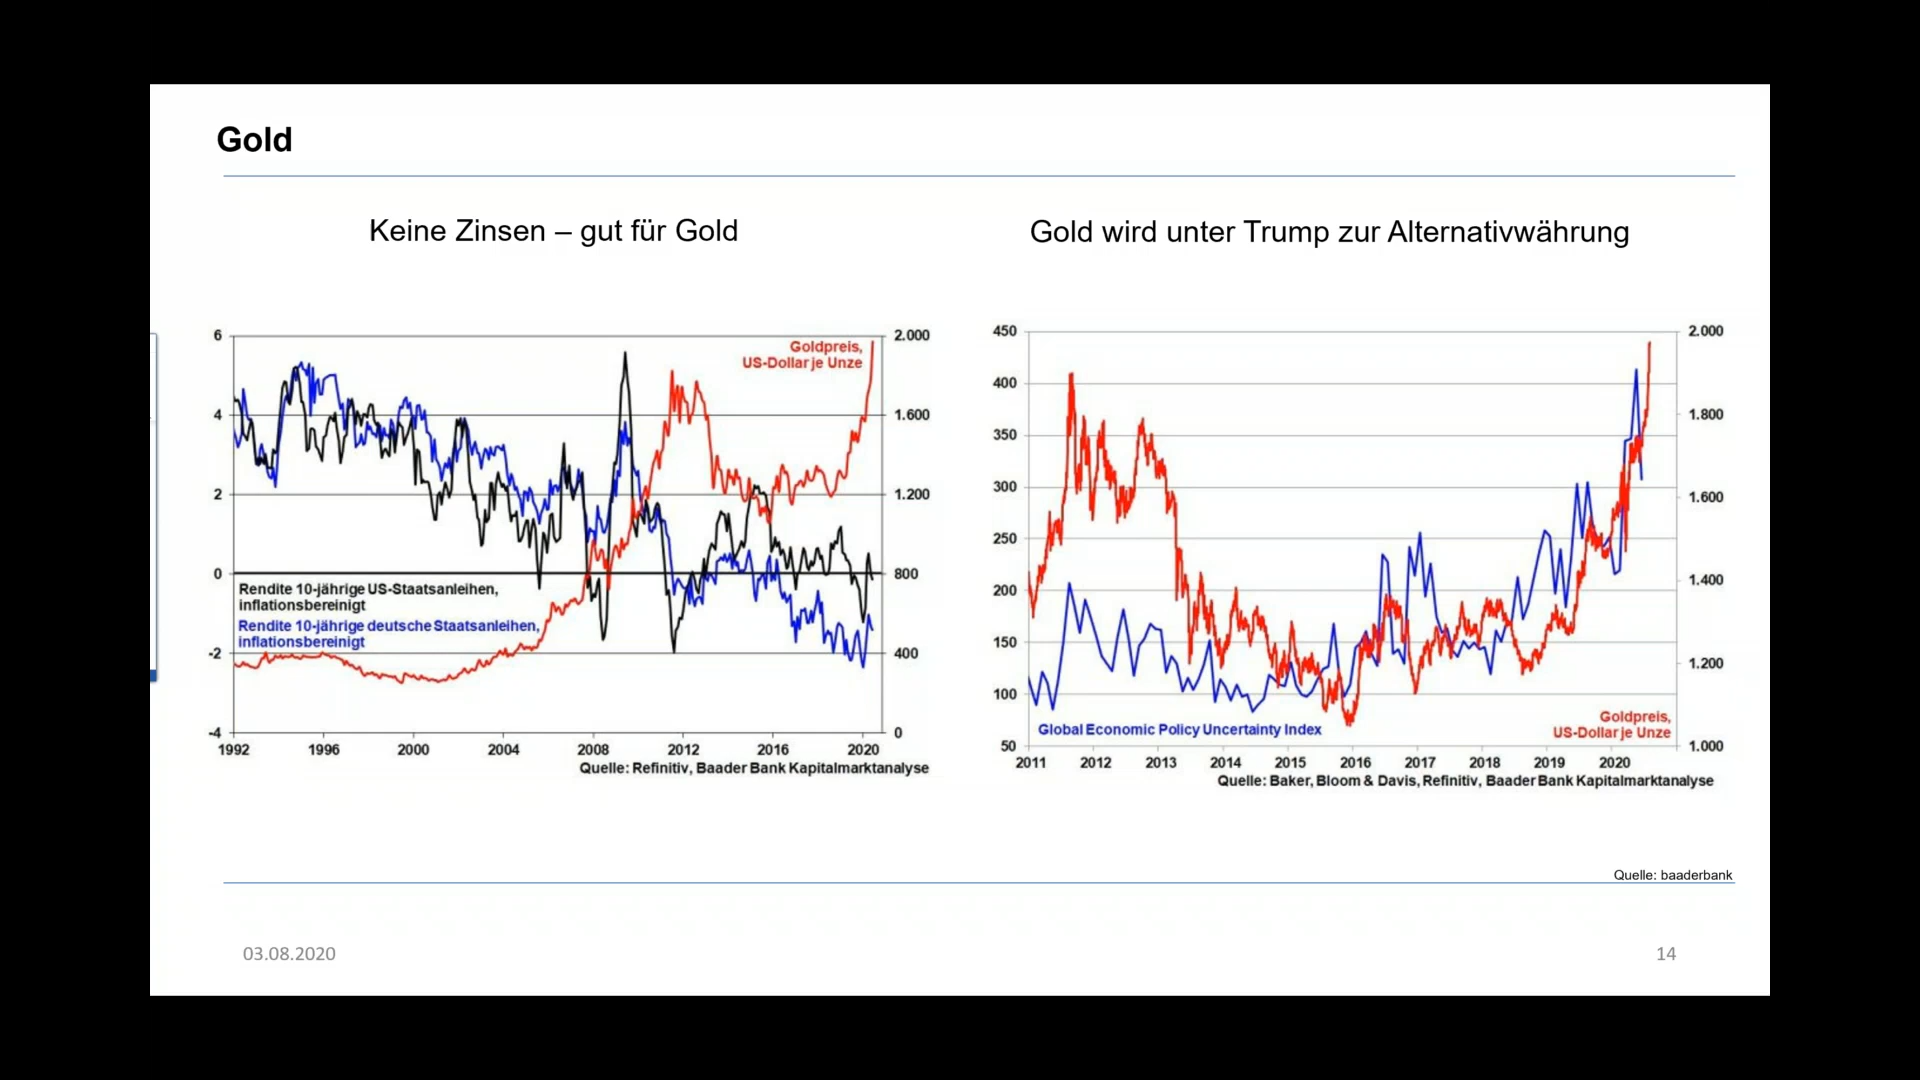 Gold
Keine Zinsen – gut für Gold
Gold wird unter Trump zur Alternativwährung
6
4
2
0
-2
-4
2.000
1.600
1.200
800
400
0
Goldpreis,
US-Dollar je Unze
Rendite 10-jährige US-Staatsanleihen,
inflationsbereinigt
Rendite 10-jährige deutsche Staatsanleihen,
inflationsbereinigt
1992 1996 2000 2004 2008 2012 2016 2020
Quelle: Refinitiv, Baader Bank Kapitalmarktanalyse
450
400
350
300
250
200
150
100
50
2.000
1.800
1.600
1.400
1.200
1.000
Global Economic Policy Uncertainty Index
Goldpreis,
US-Dollar je Unze
2011 2012 2013 2014 2015 2016 2017 2018 2019 2020
Quelle: Baker, Bloom & Davis, Refinitiv, Baader Bank Kapitalmarktanalyse
Quelle: baaderbank
03.08.2020
14